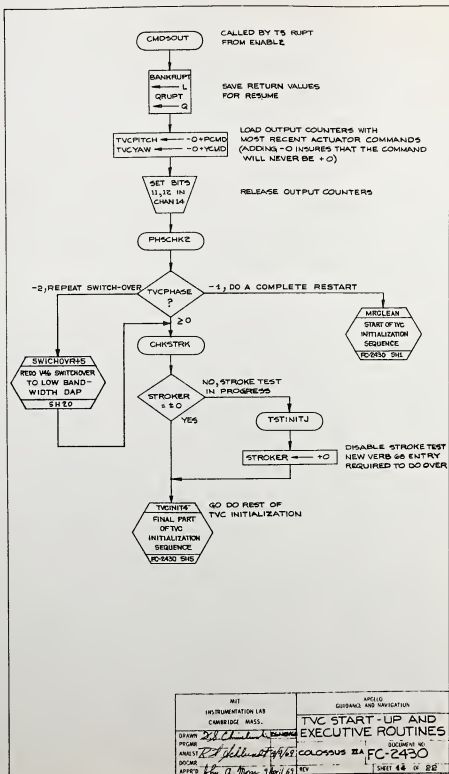 CMDSOUT
CALLED BY T5 RUPT
FROM ENABL2
BANKRUPT
← L
QRUPT
← Q
SAVE RETURN VALUES
FOR RESUME
TVCPITCH ← -0+PCMD
TVCYAW ← -0+YCMD
LOAD OUTPUT COUNTERS WITH
MOST RECENT ACTUATOR COMMANDS
(ADDING -0 INSURES THAT THE COMMAND
WILL NEVER BE +0)
SET BITS
11,12 IN
CHAN 14
RELEASE OUTPUT COUNTERS
PHSCHK2
-2, REPEAT SWITCH-OVER
TVCPHASE
?
-1, DO A COMPLETE RESTART
≥0
MRCLEAN
START OF TVC
INITIALIZATION
SEQUENCE
FC-2430 SH1
SWICHOVR+5
REDO V46 SWITCHOVER
TO LOW BAND-
WIDTH DAP
SH 20
CHKSTRK
STROKER
= ±0
NO, STROKE TEST
IN PROGRESS
YES
TSTINITJ
STROKER ← +0
DISABLE STROKE TEST
NEW VERB 68 ENTRY
REQUIRED TO DO OVER
TVCINIT4
FINAL PART
OF TVC
INITIALIZATION
SEQUENCE
FC-2430 SH5
GO DO REST OF
TVC INITIALIZATION
MIT
INSTRUMENTATION LAB
CAMBRIDGE MASS.
APOLLO
GUIDANCE AND NAVIGATION
TVC START-UP AND
EXECUTIVE ROUTINES
DRAWN
PRGMR
ANALST
DOCMR
APPR'D
COLOSSUS IIA
DOCUMENT NO.
FC-2430
REV
SHEET 14 OF 22